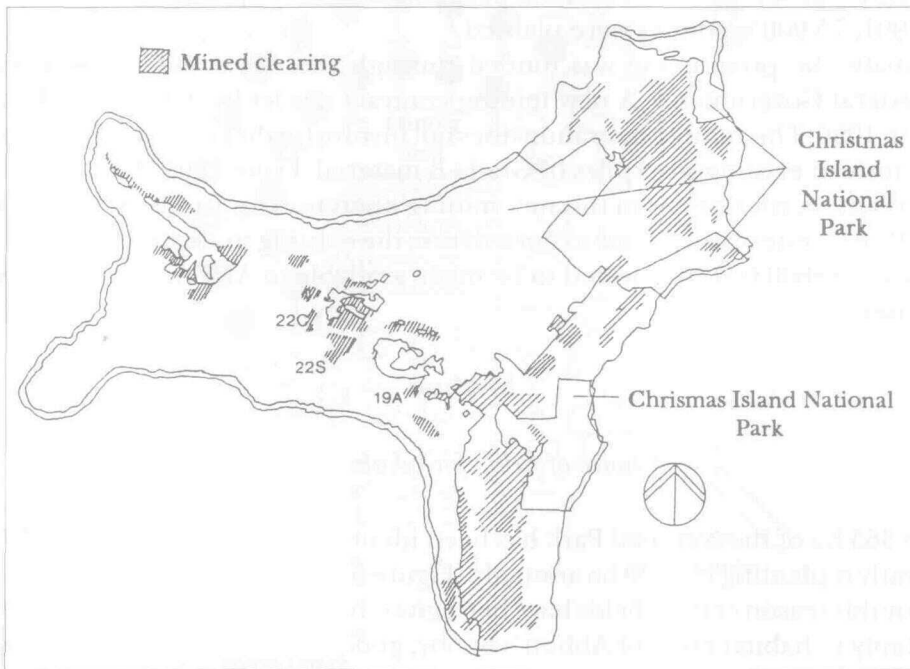 Mined clearing
Christmas
Island
National
Park
22C
22S
19A
Chrismas Island National
Park